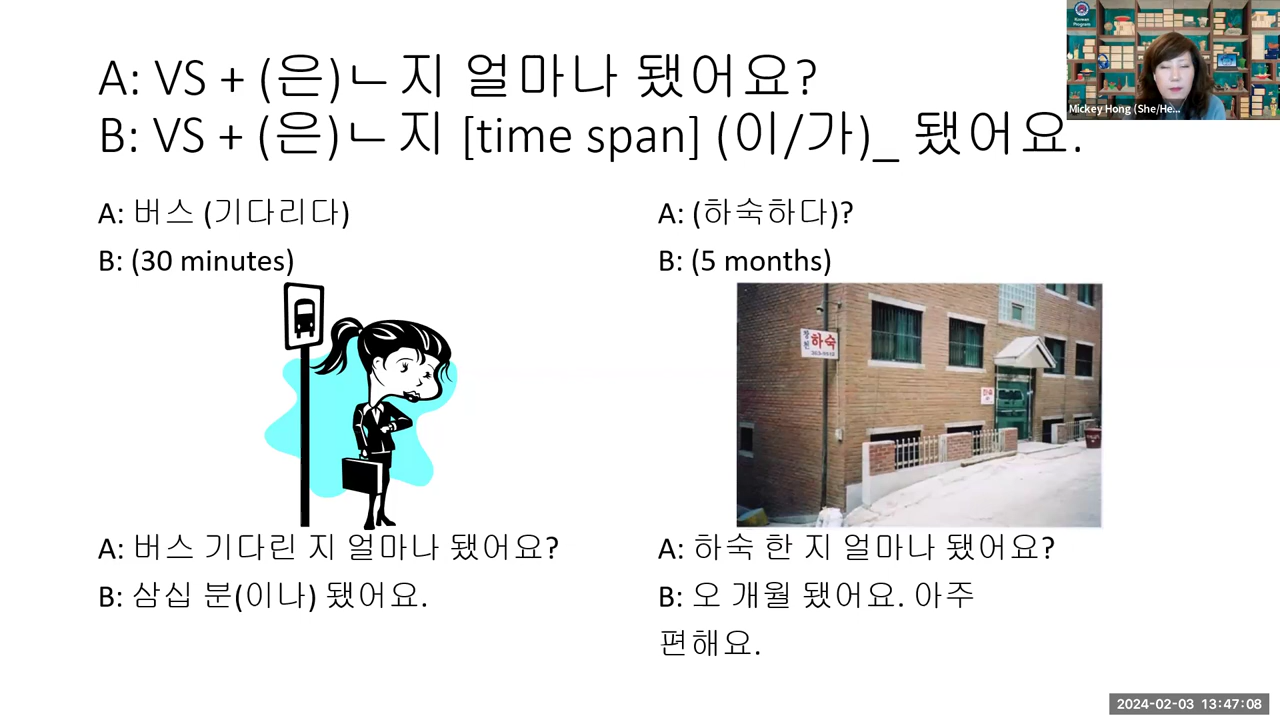 A: VS + (은)ㄴ지 얼마나 됐어요?
B: VS + (은)ㄴ지 [time span] (이/가)_ 됐어요.
Korean
Program
Mickey Hong (She/He...
A: 버스 (기다리다)
B: (30 minutes)
A: (하숙하다)?
B: (5 months)
하숙
A: 버스 기다린 지 얼마나 됐어요?
B: 삼십 분(이나) 됐어요.
A: 하숙 한 지 얼마나 됐어요?
B: 오 개월 됐어요. 아주
편해요.
2024-02-03 13:47:08